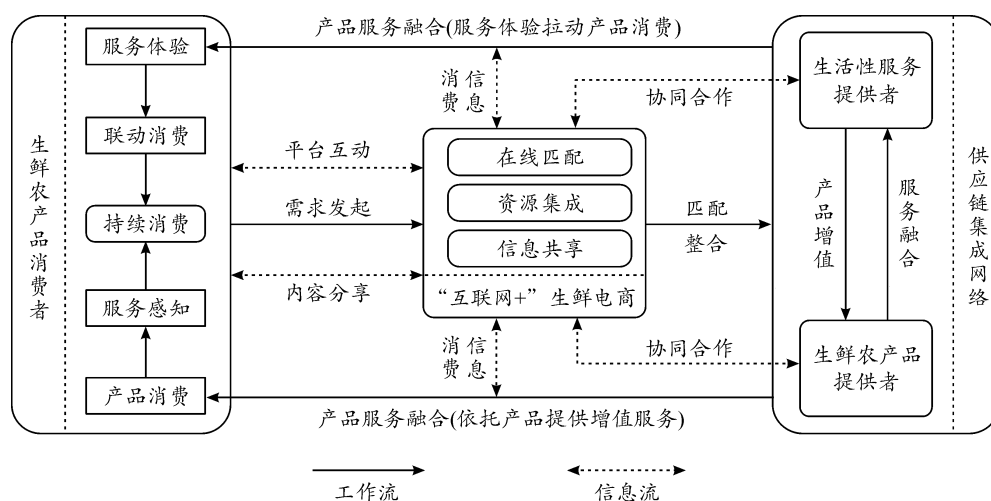 产品服务融合(服务体验拉动产品消费)
生鲜农产品消费者
服务体验
联动消费
持续消费
服务感知
产品消费
消费
信息
协同合作
平台互动
需求发起
内容分享
在线匹配
资源集成
信息共享
“互联网+”生鲜电商
匹配
整合
消费
信息
协同合作
生活性服务
提供者
产品增值
服务融合
生鲜农产品
提供者
供应链集成网络
产品服务融合(依托产品提供增值服务)
工作流
信息流